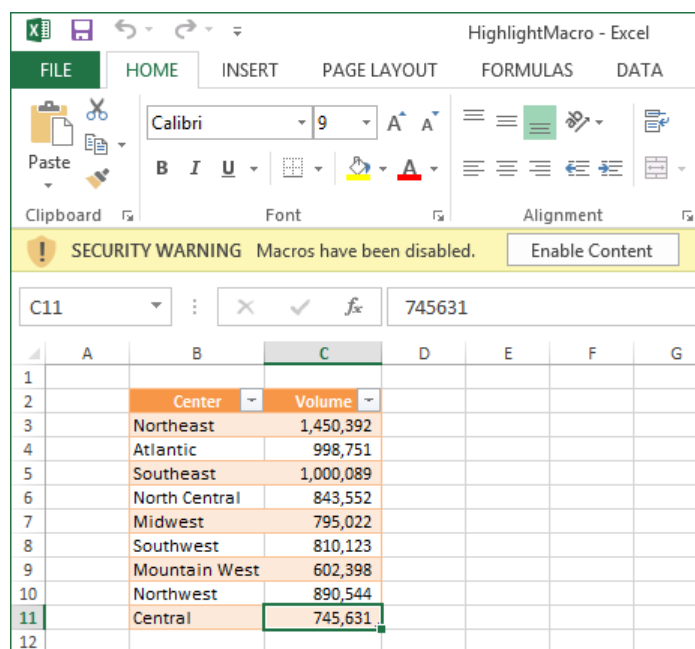 HighlightMacro - Excel
FILE HOME INSERT PAGE LAYOUT FORMULAS DATA
Calibri 9 A A
Paste B I U A
Clipboard Font Alignment
! SECURITY WARNING Macros have been disabled. Enable Content
C11 fx 745631
A B C D E F G
1
2 Center Volume
3 Northeast 1,450,392
4 Atlantic 998,751
5 Southeast 1,000,089
6 North Central 843,552
7 Midwest 795,022
8 Southwest 810,123
9 Mountain West 602,398
10 Northwest 890,544
11 Central 745,631
12